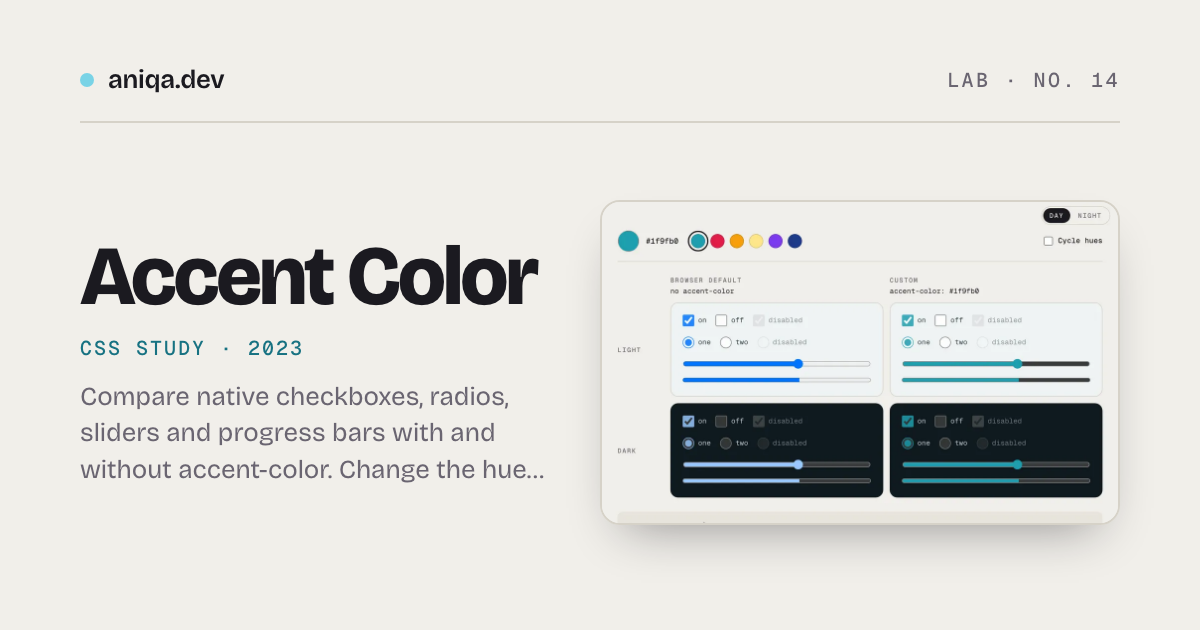 aniqa.dev
LAB · NO. 14
Accent Color
CSS STUDY · 2023
Compare native checkboxes, radios,
sliders and progress bars with and
without accent-color. Change the hue...
DAY NIGHT
#1f9fb0
Cycle hues
BROWSER DEFAULT
no accent-color
CUSTOM
accent-color: #1f9fb0
LIGHT
on off disabled
one two disabled
on off disabled
one two disabled
DARK
on off disabled
one two disabled
on off disabled
one two disabled